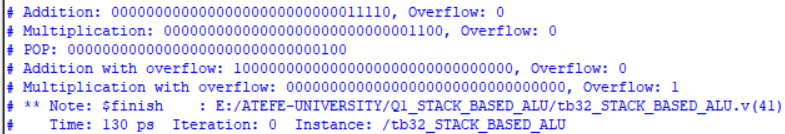 # Addition: 00000000000000000000000000011110, Overflow: 0
# Multiplication: 00000000000000000000000000001100, Overflow: 0
# POP: 00000000000000000000000000000100
# Addition with overflow: 10000000000000000000000000000000, Overflow: 0
# Multiplication with overflow: 00000000000000000000000000000000, Overflow: 1
# ** Note: $finish    : E:/ATEFE-UNIVERSITY/Q1_STACK_BASED_ALU/tb32_STACK_BASED_ALU.v(41)
#    Time: 130 ps  Iteration: 0  Instance: /tb32_STACK_BASED_ALU